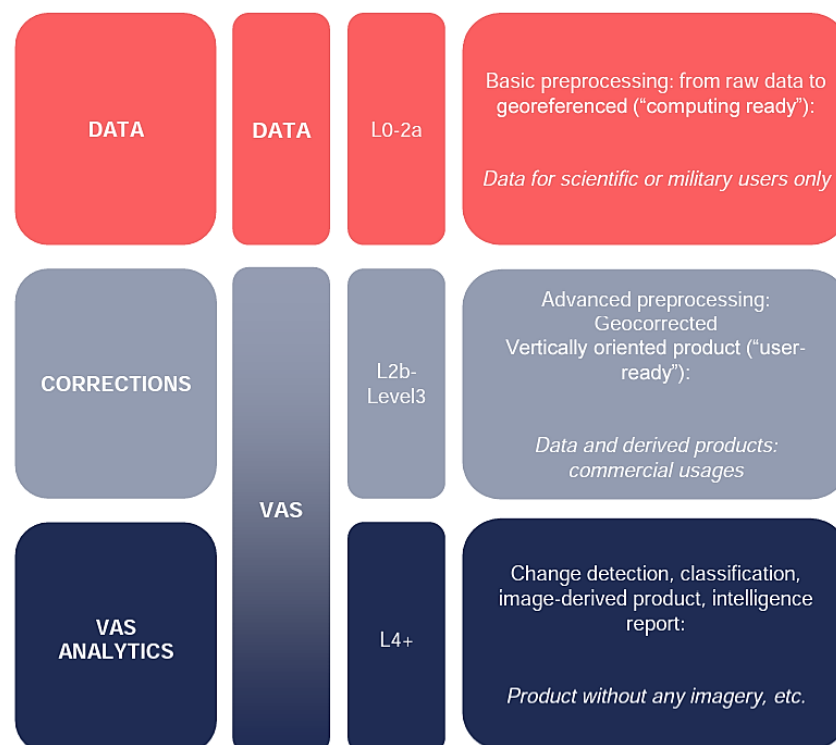 DATA
DATA
L0-2a
Basic preprocessing: from raw data to
georeferenced (“computing ready”):
Data for scientific or military users only
CORRECTIONS
VAS
L2b-
Level3
Advanced preprocessing:
Geocorrected
Vertically oriented product (“user-
ready”):
Data and derived products:
commercial usages
VAS
ANALYTICS
L4+
Change detection, classification,
image-derived product, intelligence
report:
Product without any imagery, etc.